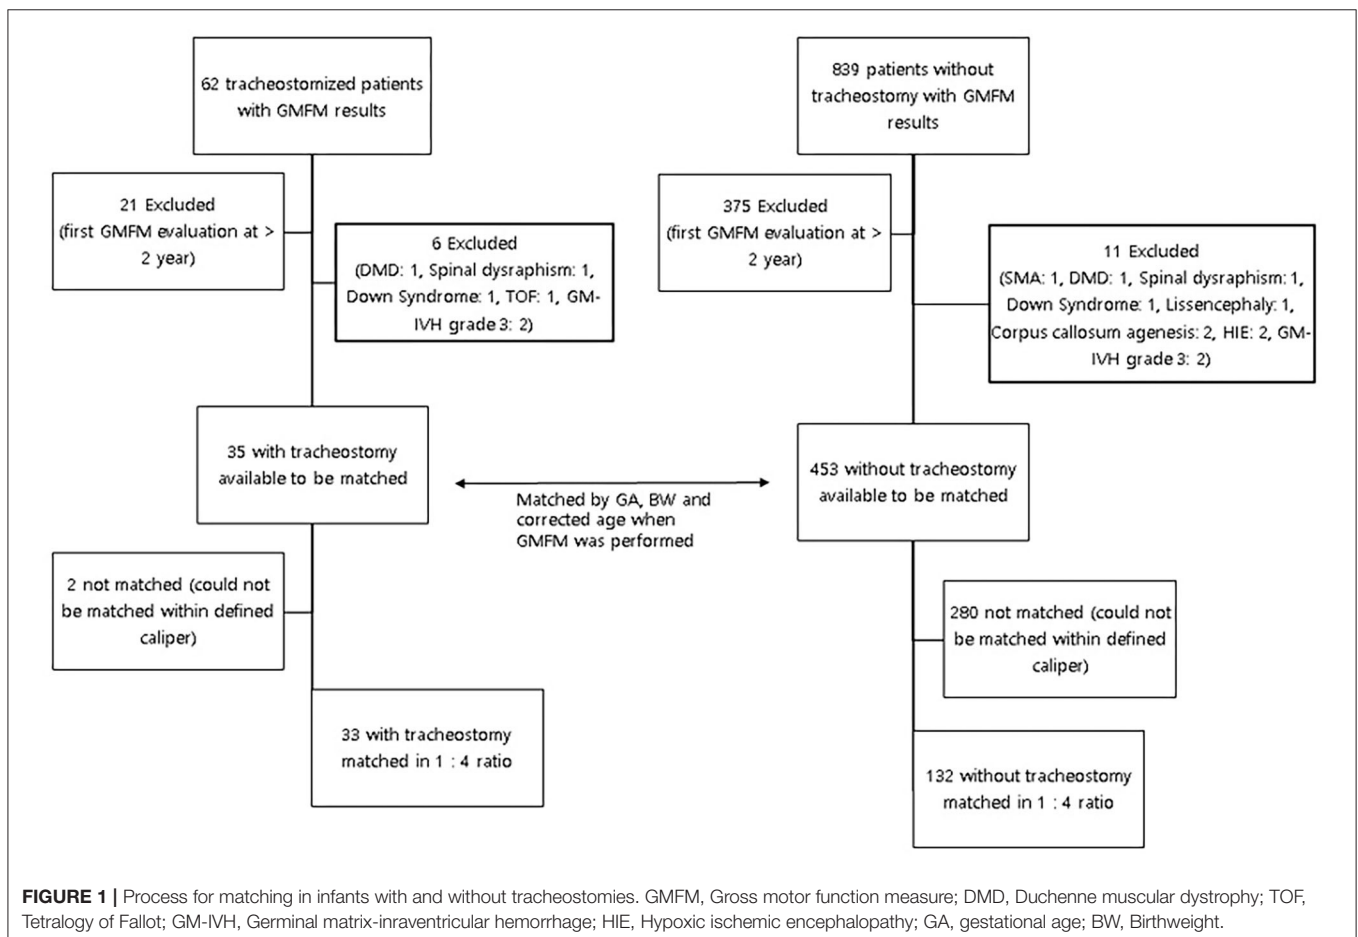 62 tracheostomized patients
with GMFM results
839 patients without
tracheostomy with GMFM
results
21 Excluded
(first GMFM evaluation at >
2 year)
6 Excluded
(DMD: 1, Spinal dysraphism: 1,
Down Syndrome: 1, TOF: 1, GM-
IVH grade 3: 2)
375 Excluded
(first GMFM evaluation at >
2 year)
11 Excluded
(SMA: 1, DMD: 1, Spinal dysraphism: 1,
Down Syndrome: 1, Lissencephaly: 1,
Corpus callosum agenesis: 2, HIE: 2, GM-
IVH grade 3: 2)
35 with tracheostomy
available to be matched
Matched by GA, BW and
corrected age when
GMFM was performed
453 without tracheostomy
available to be matched
2 not matched (could not
be matched within defined
caliper)
280 not matched (could not
be matched within defined
caliper)
33 with tracheostomy
matched in 1 : 4 ratio
132 without tracheostomy
matched in 1 : 4 ratio
FIGURE 1 | Process for matching in infants with and without tracheostomies. GMFM, Gross motor function measure; DMD, Duchenne muscular dystrophy; TOF,
Tetralogy of Fallot; GM-IVH, Germinal matrix-inraventricular hemorrhage; HIE, Hypoxic ischemic encephalopathy; GA, gestational age; BW, Birthweight.